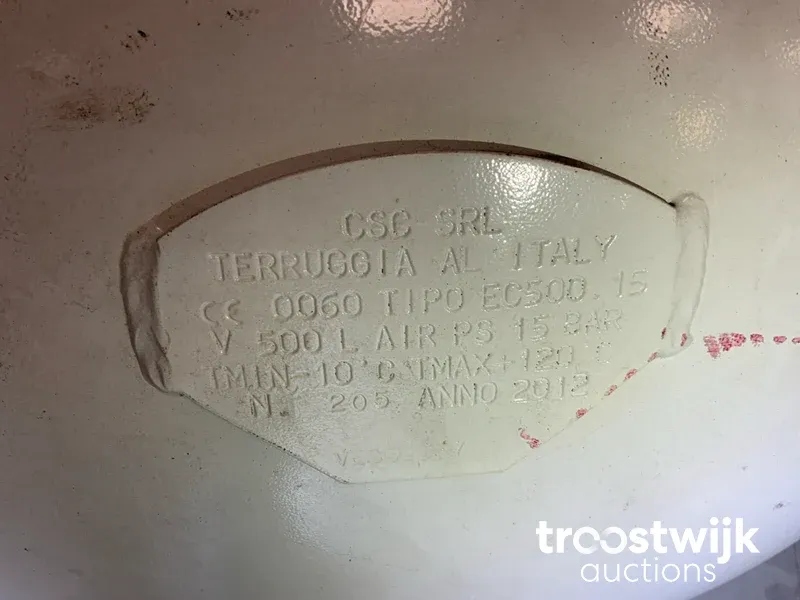 CSC SRL
TERRUGGIA AL ITALY
CE 0060 TIPO EC500.15
V 500 L AIR PS 15 BAR
TMIN-10°C TMAX+120°C
N. 205 ANNO 2012
troostwijk
auctions